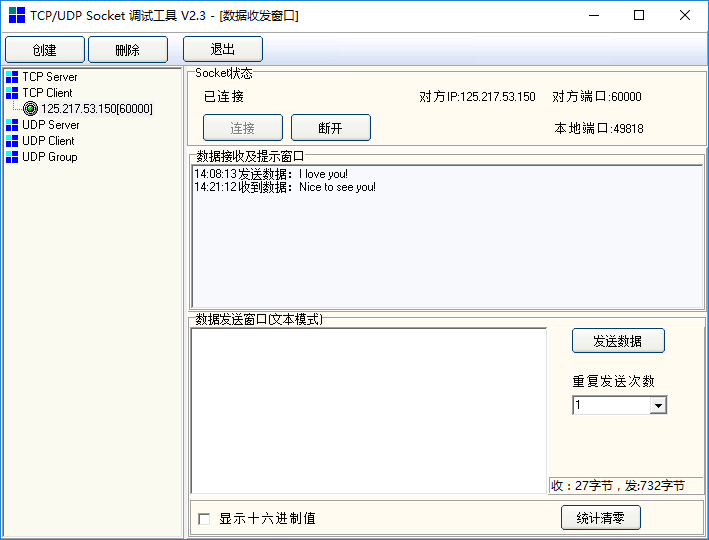 TCP/UDP Socket 调试工具 V2.3 - [数据收发窗口]
创建 删除 退出
TCP Server
TCP Client
125.217.53.150[60000]
UDP Server
UDP Client
UDP Group
Socket状态
已连接 对方IP:125.217.53.150 对方端口:60000
连接 断开 本地端口:49818
数据接收及提示窗口
14:08:13发送数据：I love you!
14:21:12收到数据：Nice to see you!
数据发送窗口(文本模式)
发送数据
重复发送次数
1
收：27字节，发:732字节
显示十六进制值 统计清零